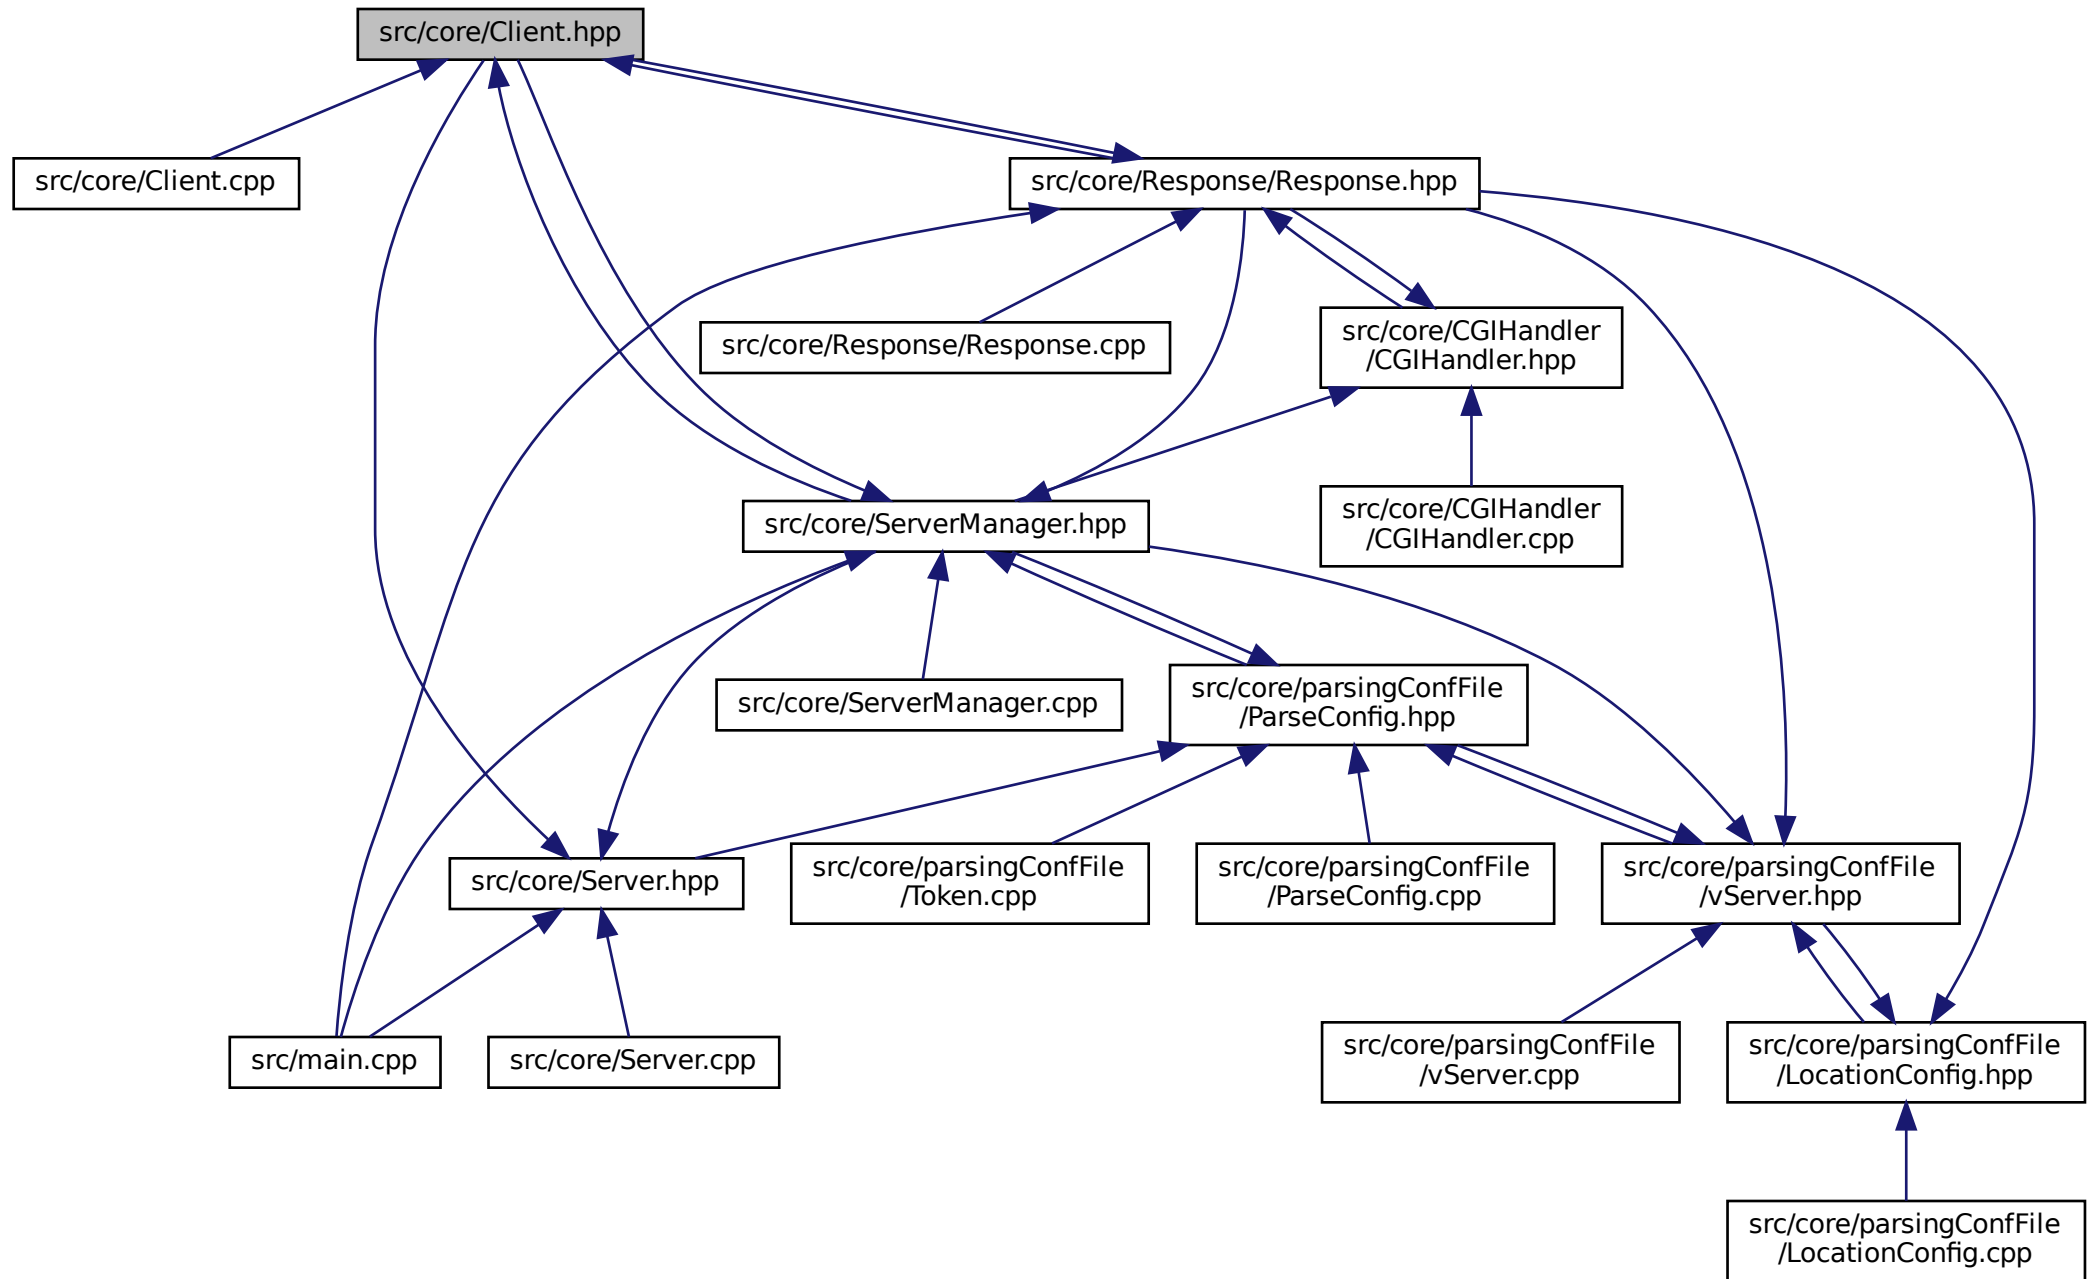 src/core/Client.hpp
src/core/Client.cpp
src/core/Response/Response.hpp
src/core/Response/Response.cpp
src/core/CGIHandler
/CGIHandler.hpp
src/core/ServerManager.hpp
src/core/CGIHandler
/CGIHandler.cpp
src/core/ServerManager.cpp
src/core/parsingConfFile
/ParseConfig.hpp
src/core/Server.hpp
src/core/parsingConfFile
/Token.cpp
src/core/parsingConfFile
/ParseConfig.cpp
src/core/parsingConfFile
/vServer.hpp
src/main.cpp
src/core/Server.cpp
src/core/parsingConfFile
/vServer.cpp
src/core/parsingConfFile
/LocationConfig.hpp
src/core/parsingConfFile
/LocationConfig.cpp